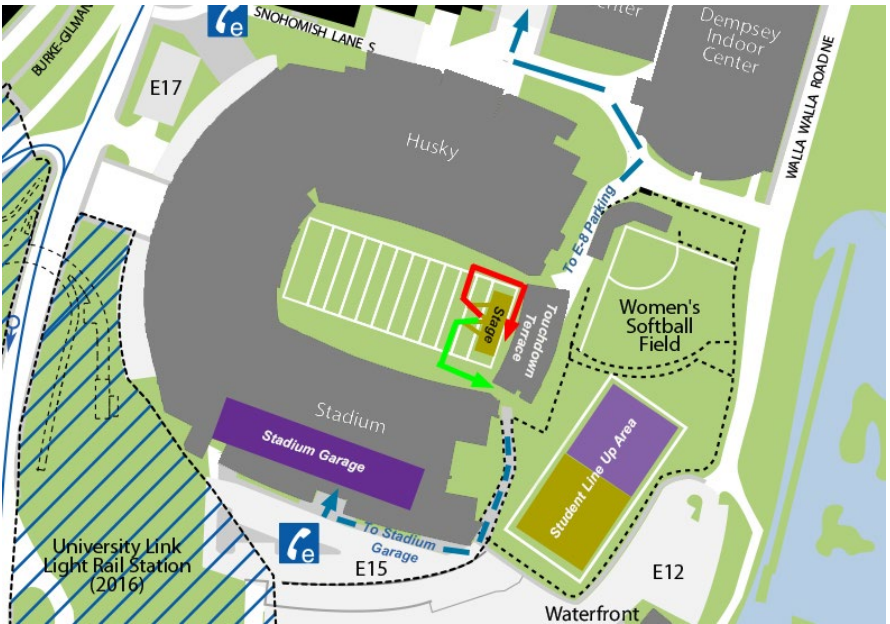 SNOHOMISH LANE S
Center
Dempsey
Indoor
Center
BURKE-GILMAN
E17
WALLA WALLA ROAD NE
Husky
To E-8 Parking
Women's
Softball
Field
Stage
Touchdown
Terrace
Stadium
Stadium Garage
Student Line Up Area
e
e
To Stadium
Garage
University Link
Light Rail Station
(2016)
E15
E12
Waterfront